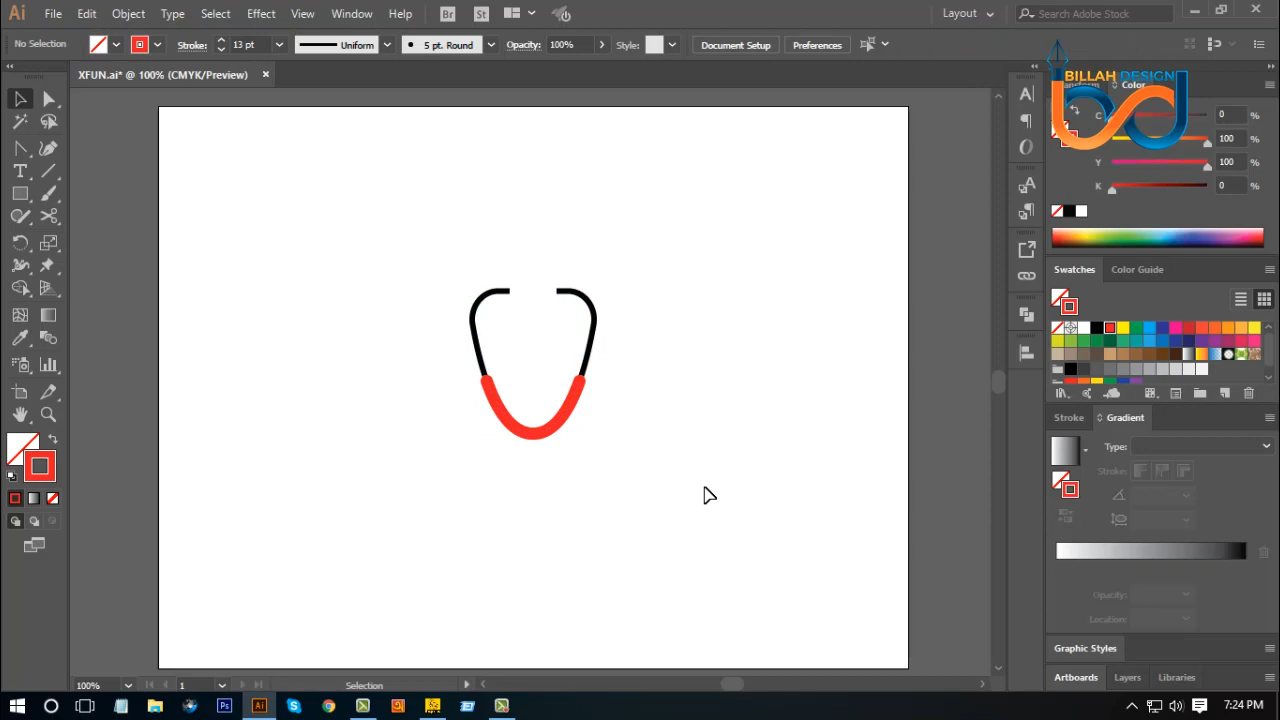 Ai File Edit Object Type Select Effect View Window Help Br St Layout Search Adobe Stock
No Selection Stroke: 13 pt Uniform 5 pt. Round Opacity: 100% Style: Document Setup Preferences
XFUN.ai* @ 100% (CMYK/Preview)
BILLAH DESIGN
Color
C 0 %
100 %
Y 100 %
K 0 %
Swatches Color Guide
Stroke Gradient
Type:
Stroke:
Opacity:
Location:
Graphic Styles
Artboards Layers Libraries
100% 1 Selection
Ps Ai 7:24 PM